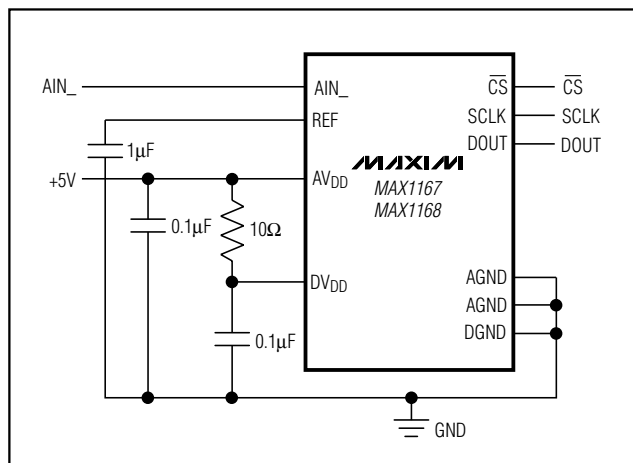 AIN_
AIN_
CS
CS
REF
SCLK
SCLK
1µF
DOUT
DOUT
MAXIM
+5V
AVDD
MAX1167
MAX1168
0.1µF
10Ω
DVDD
AGND
AGND
0.1µF
DGND
GND